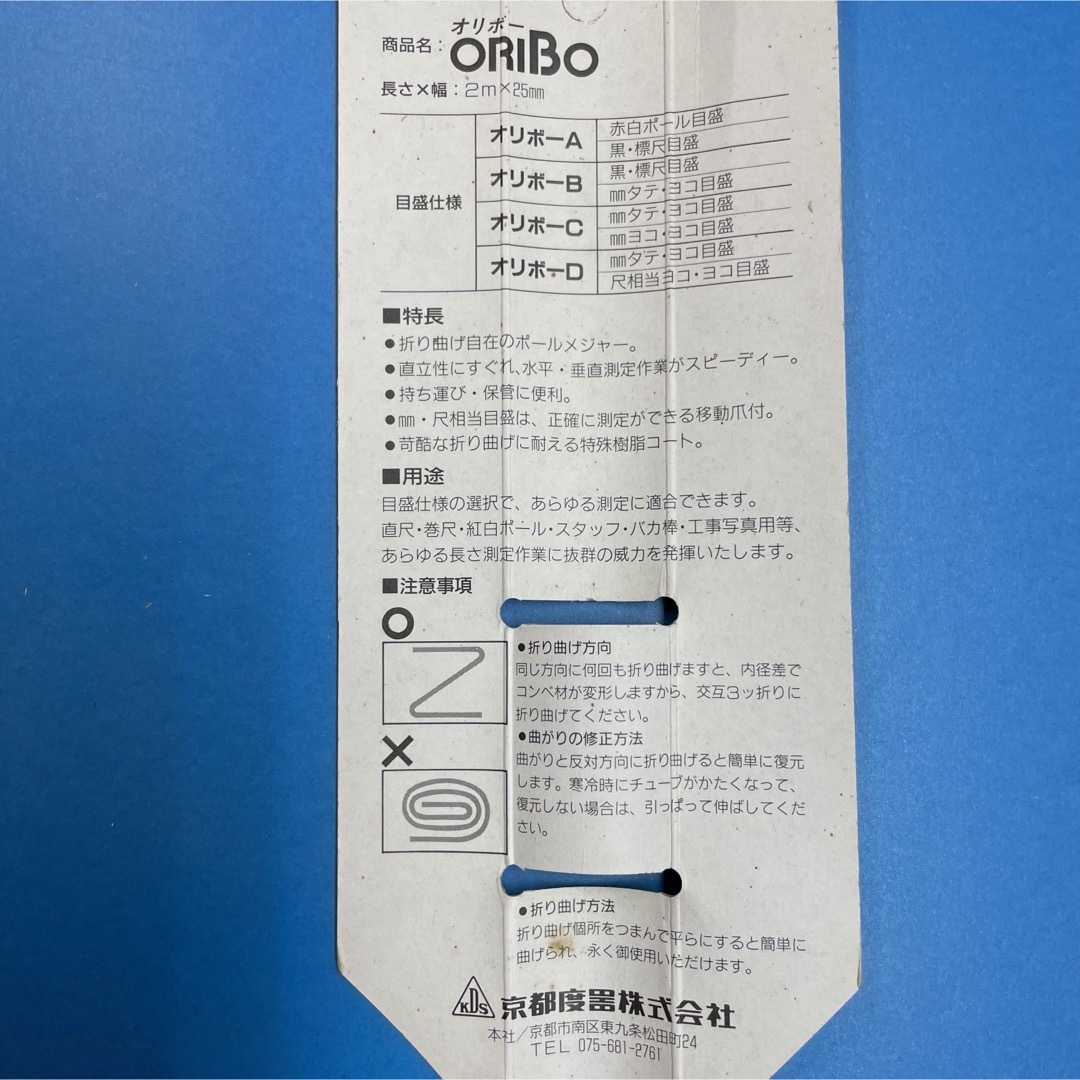 オリボー
商品名：ORIBO
長さ×幅：2m×25mm
目盛仕様
オリボーA
赤白ポール目盛
黒・標尺目盛
オリボーB
黒・標尺目盛
mmタテ・ヨコ目盛
オリボーC
mmタテ・ヨコ目盛
mmヨコ・ヨコ目盛
オリボーD
mmタテ・ヨコ目盛
尺相当ヨコ・ヨコ目盛
■特長
●折り曲げ自在のポールメジャー。
●直立性にすぐれ、水平・垂直測定作業がスピーディー。
●持ち運び・保管に便利。
●mm・尺相当目盛は、正確に測定ができる移動爪付。
●苛酷な折り曲げに耐える特殊樹脂コート。
■用途
目盛仕様の選択で、あらゆる測定に適合できます。
直尺・巻尺・紅白ポール・スタッフ・バカ棒・工事写真用等、
あらゆる長さ測定作業に抜群の威力を発揮いたします。
■注意事項
●折り曲げ方向
同じ方向に何回も折り曲げますと、内径差で
コンベ材が変形しますから、交互3ッ折りに
折り曲げてください。
●曲がりの修正方法
曲がりと反対方向に折り曲げると簡単に復元
します。寒冷時にチューブがかたくなって、
復元しない場合は、引っぱって伸ばしてくだ
さい。
●折り曲げ方法
折り曲げ個所をつまんで平らにすると簡単に
曲げられ、永く御使用いただけます。
KDS 京都度器株式会社
本社／京都市南区東九条松田町24
TEL 075-681-2761